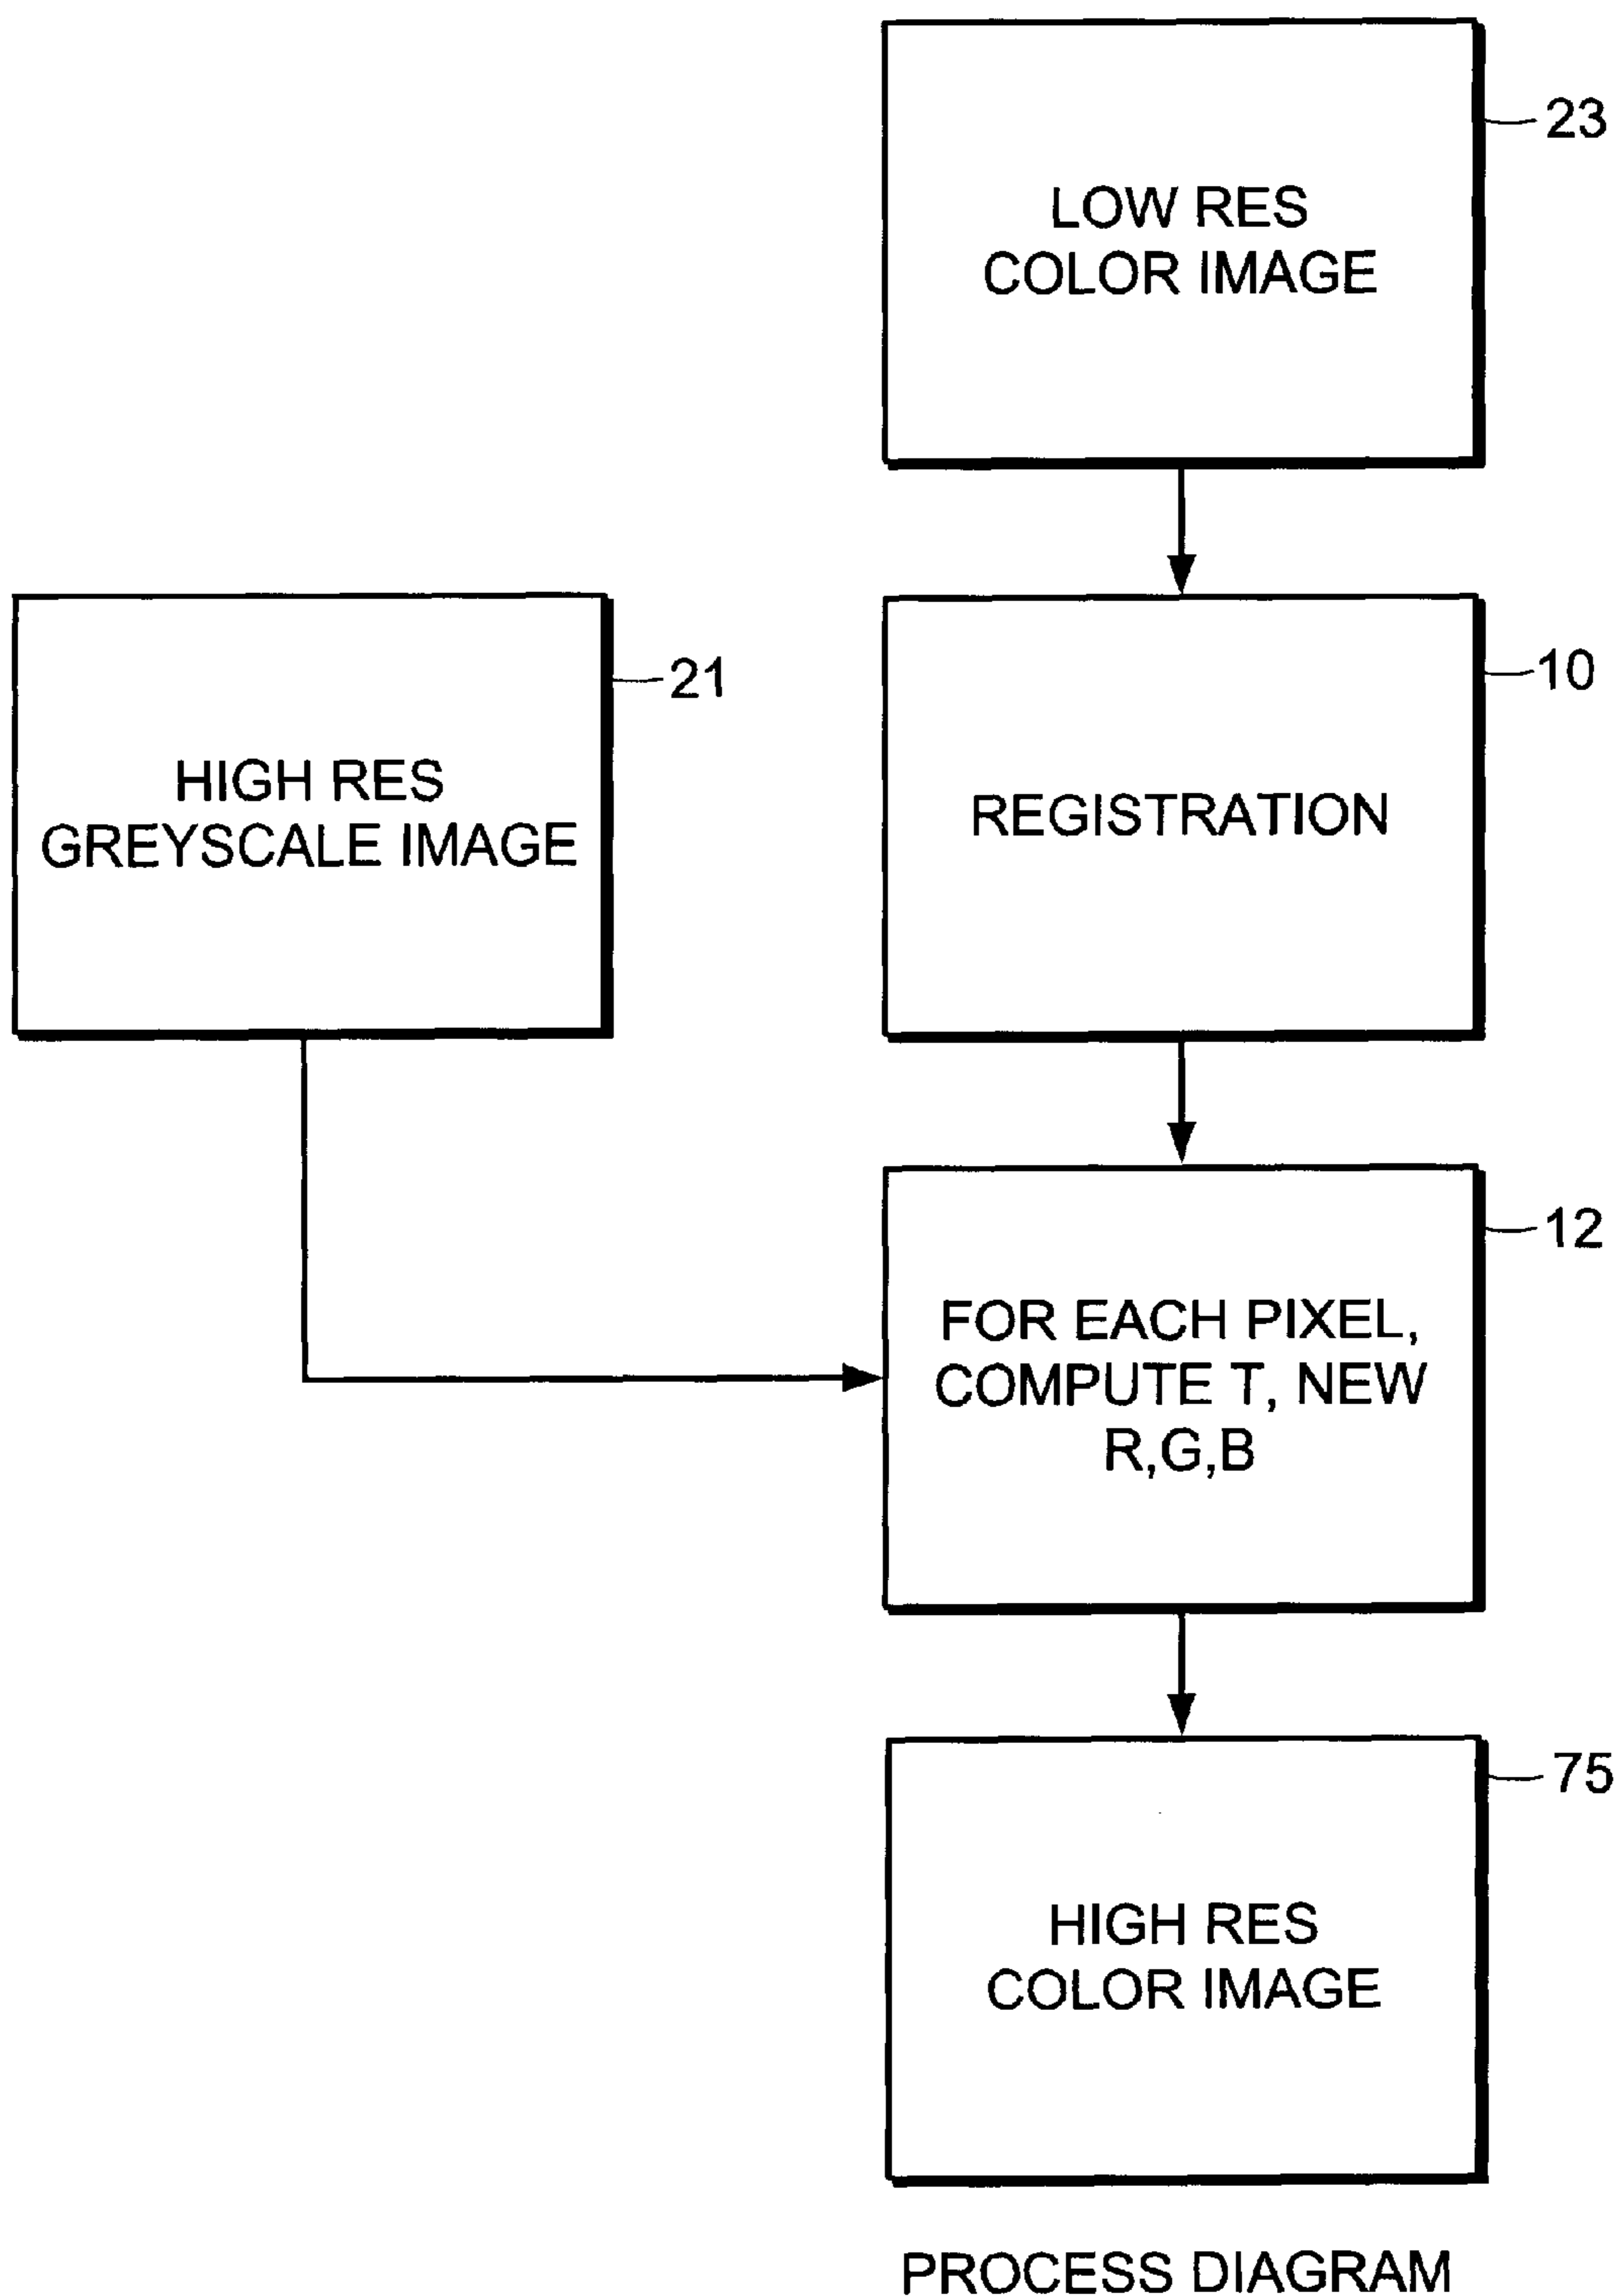 LOW RES
COLOR IMAGE
23
HIGH RES
GREYSCALE IMAGE
21
REGISTRATION
10
FOR EACH PIXEL,
COMPUTE T, NEW
R,G,B
12
HIGH RES
COLOR IMAGE
75
PROCESS DIAGRAM